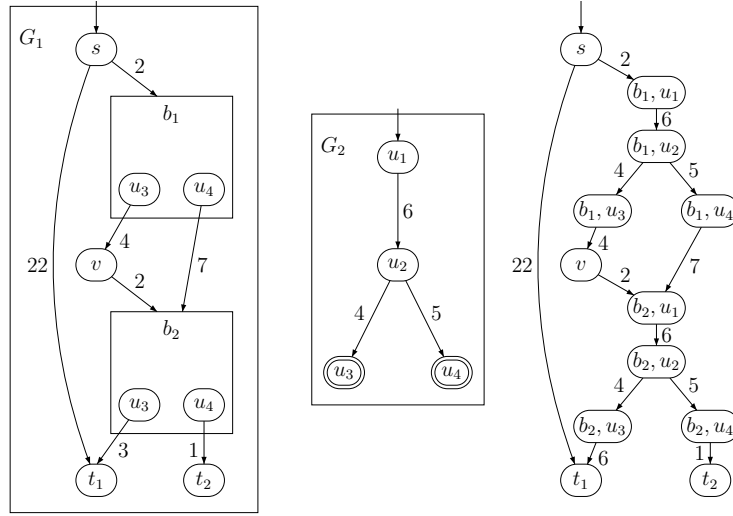 G₁
s
2
b₁
u₃ u₄
4
v
7
22
2
b₂
u₃ u₄
3
1
t₁ t₂
G₂
u₁
6
u₂
4 5
u₃ u₄
s
2
b₁, u₁
6
b₁, u₂
4 5
b₁, u₃ b₁, u₄
4
v
7
22
2
b₂, u₁
6
b₂, u₂
4 5
b₂, u₃ b₂, u₄
6
1
t₁ t₂